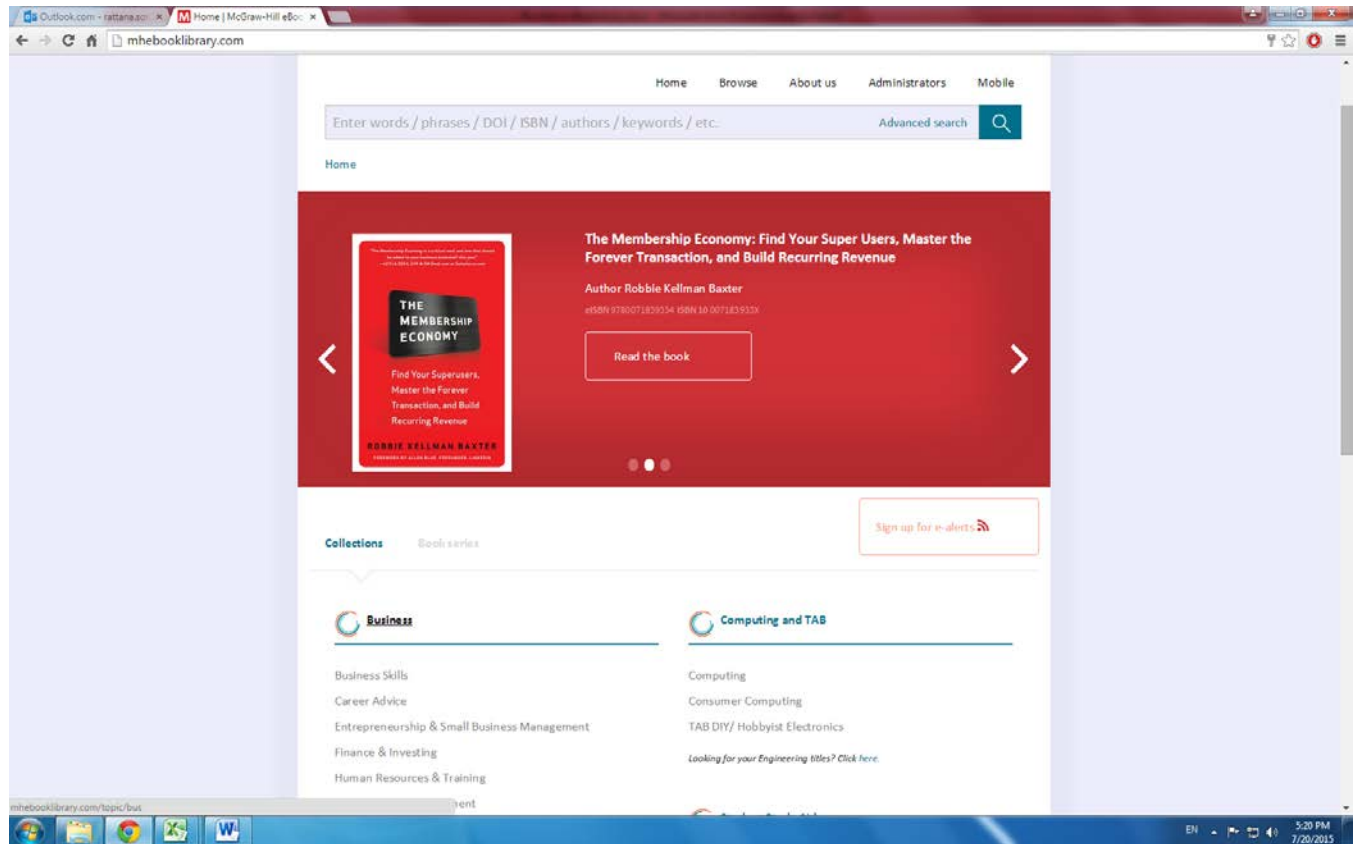 Outlook.com - rattana.sor
Home | McGraw-Hill eBoo
mhebooklibrary.com
Home Browse About us Administrators Mobile
Enter words / phrases / DOI / ISBN / authors / keywords / etc. Advanced search
Home
The Membership Economy: Find Your Super Users, Master the
Forever Transaction, and Build Recurring Revenue
Author Robbie Kellman Baxter
Read the book
THE
MEMBERSHIP
ECONOMY
Find Your Superusers,
Master the Forever
Transaction, and Build
Recurring Revenue
ROBBIE KELLMAN BAXTER
Sign up for e-alerts
Collections Book series
Business
Business Skills
Career Advice
Entrepreneurship & Small Business Management
Finance & Investing
Human Resources & Training
Computing and TAB
Computing
Consumer Computing
TAB DIY/ Hobbyist Electronics
Looking for your Engineering titles? Click here.
mhebooklibrary.com/topic/bus
EN
5:20 PM
7/20/2015